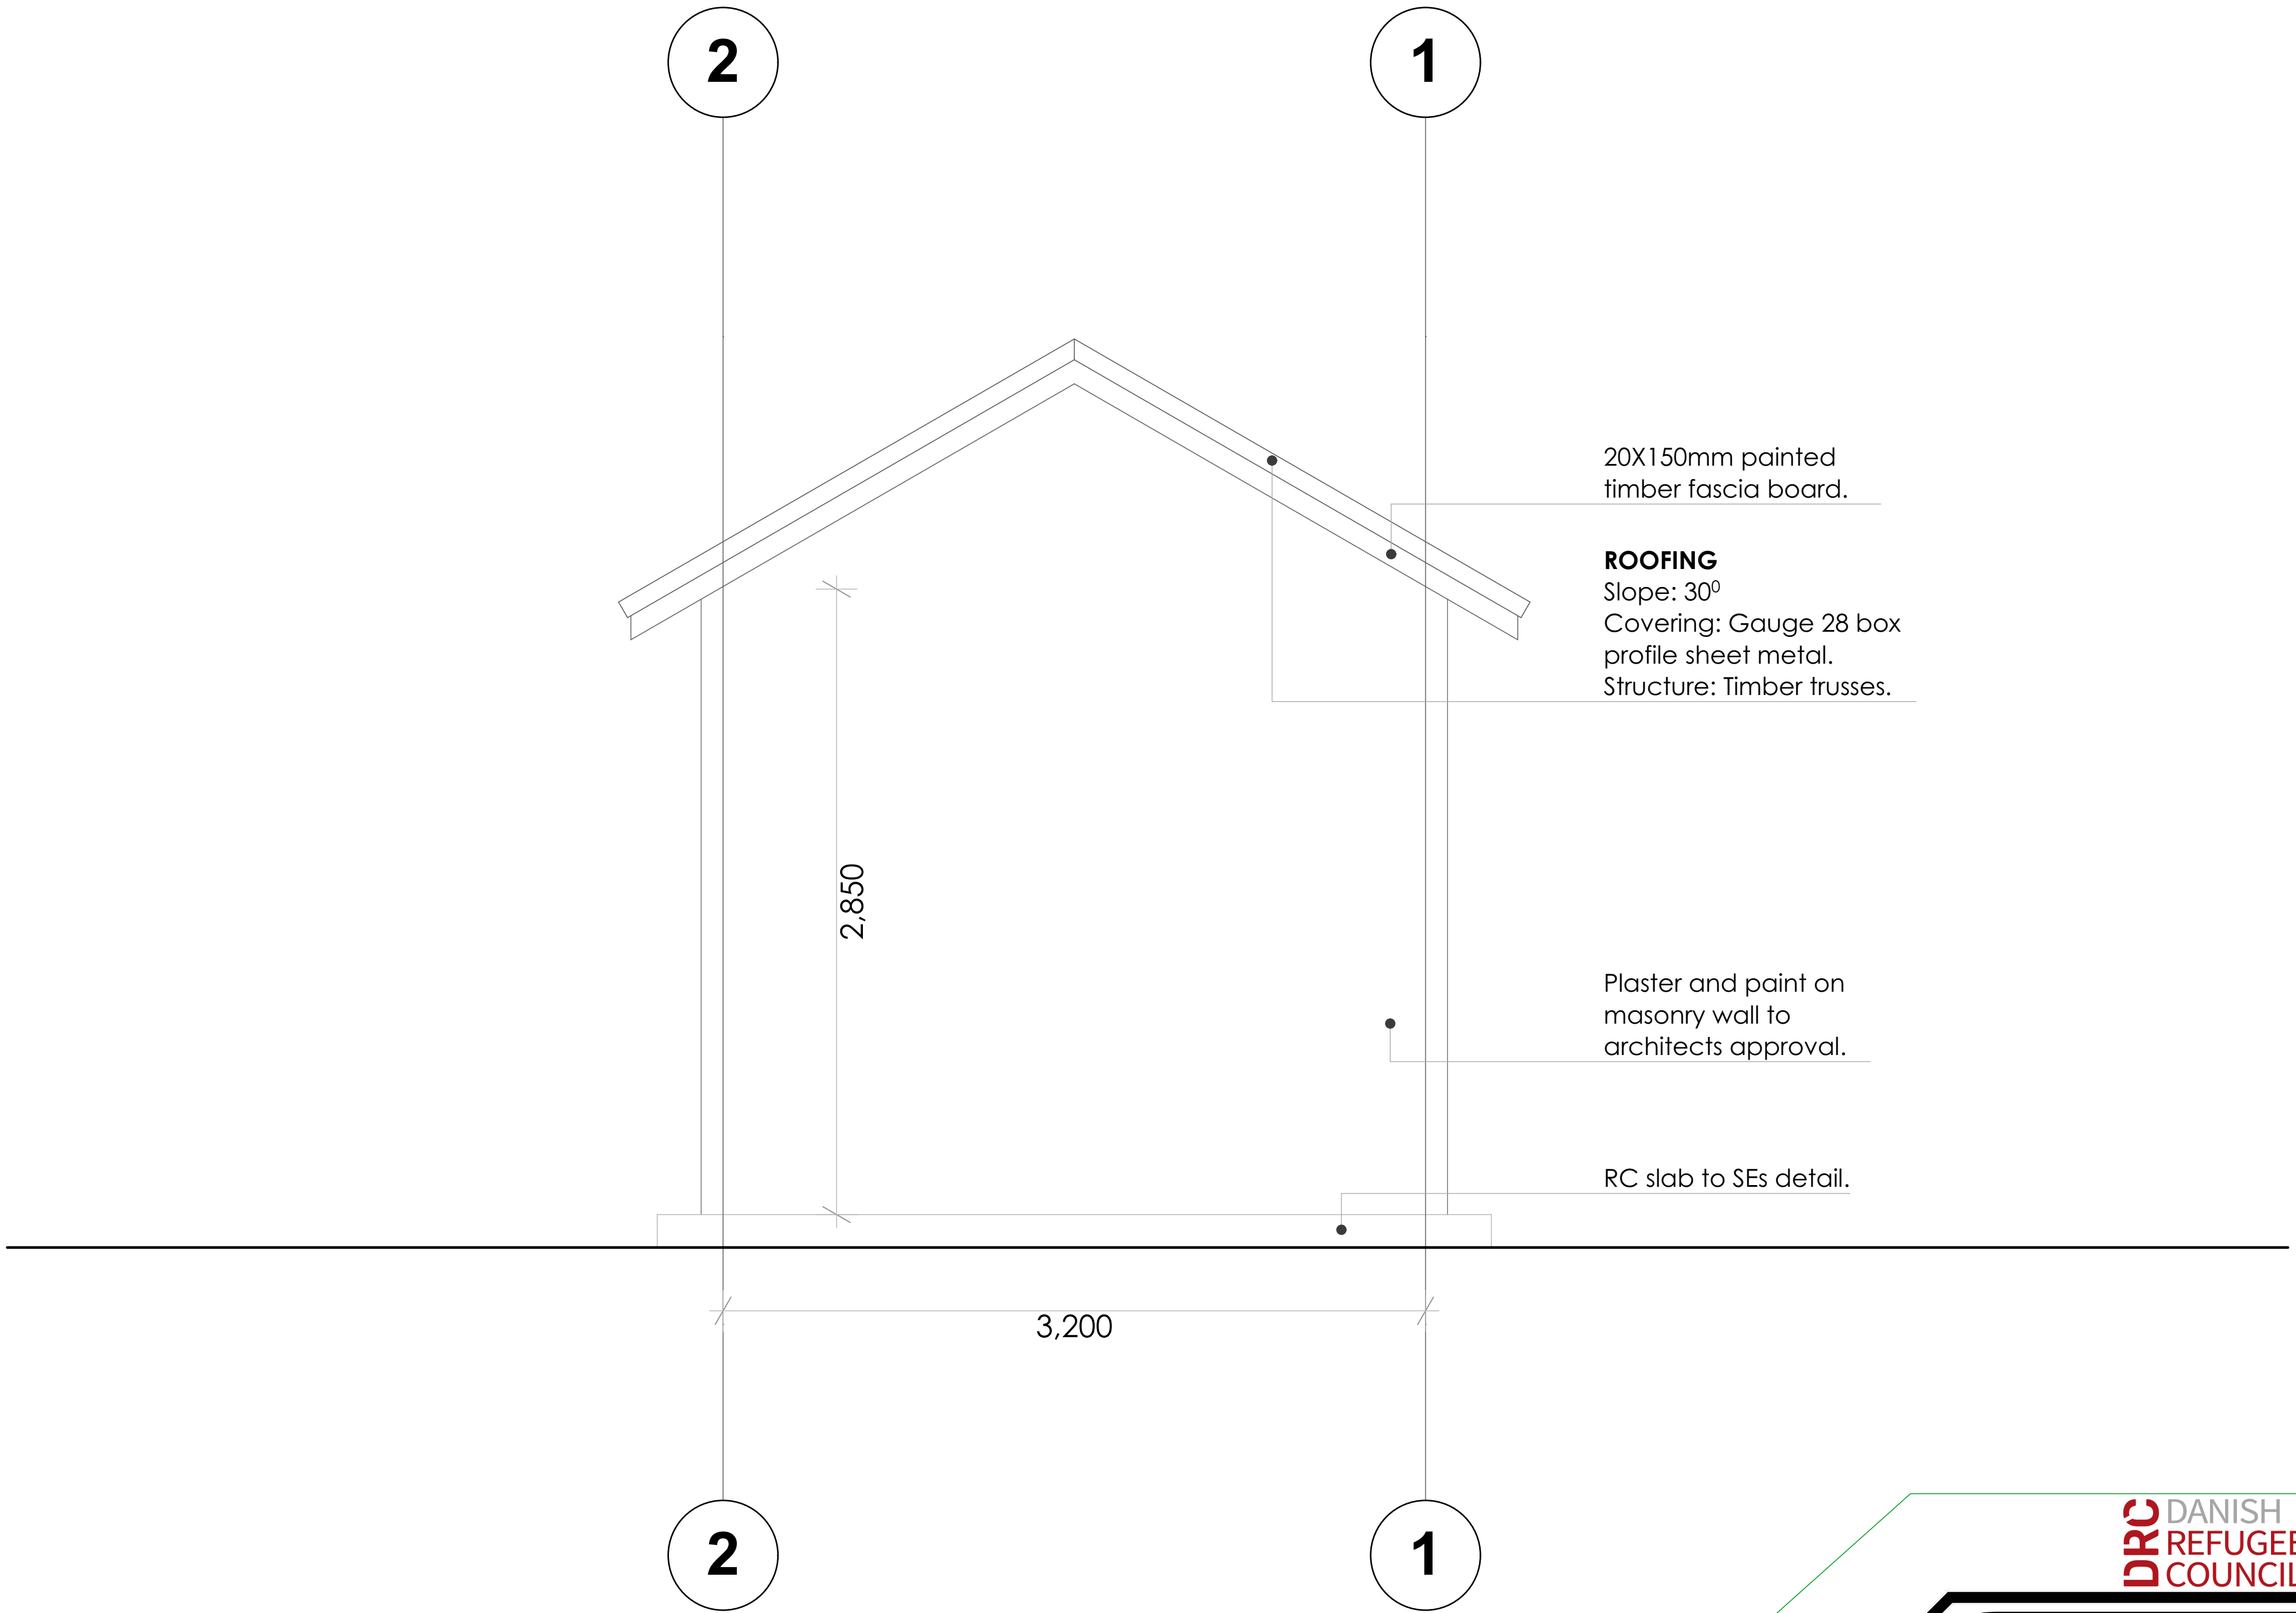 2
1
20X150mm painted
timber fascia board.
ROOFING
Slope: 30⁰
Covering: Gauge 28 box
profile sheet metal.
Structure: Timber trusses.
2,850
Plaster and paint on
masonry wall to
architects approval.
RC slab to SEs detail.
3,200
2
1
DRC
DANISH
REFUGEE
COUNCIL